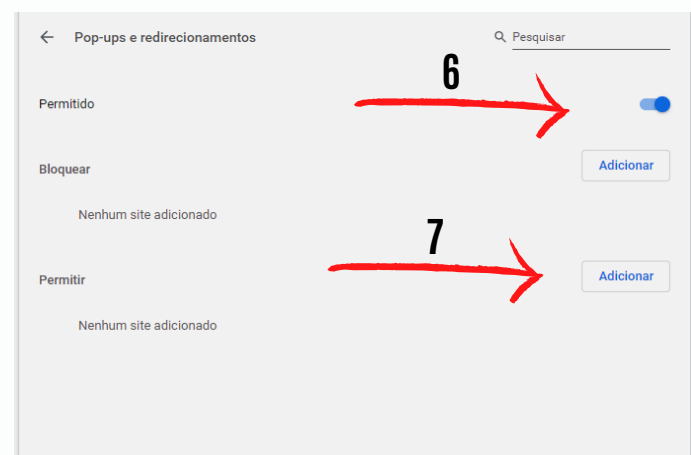 Pop-ups e redirecionamentos
Pesquisar
6
Permitido
Bloquear
Adicionar
Nenhum site adicionado
7
Permitir
Adicionar
Nenhum site adicionado